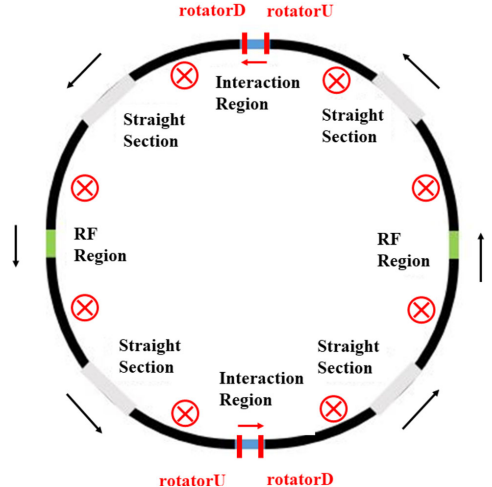 rotatorD rotatorU
Interaction
Region
Straight
Section
Straight
Section
RF
Region
RF
Region
Straight
Section
Straight
Section
Interaction
Region
rotatorU rotatorD